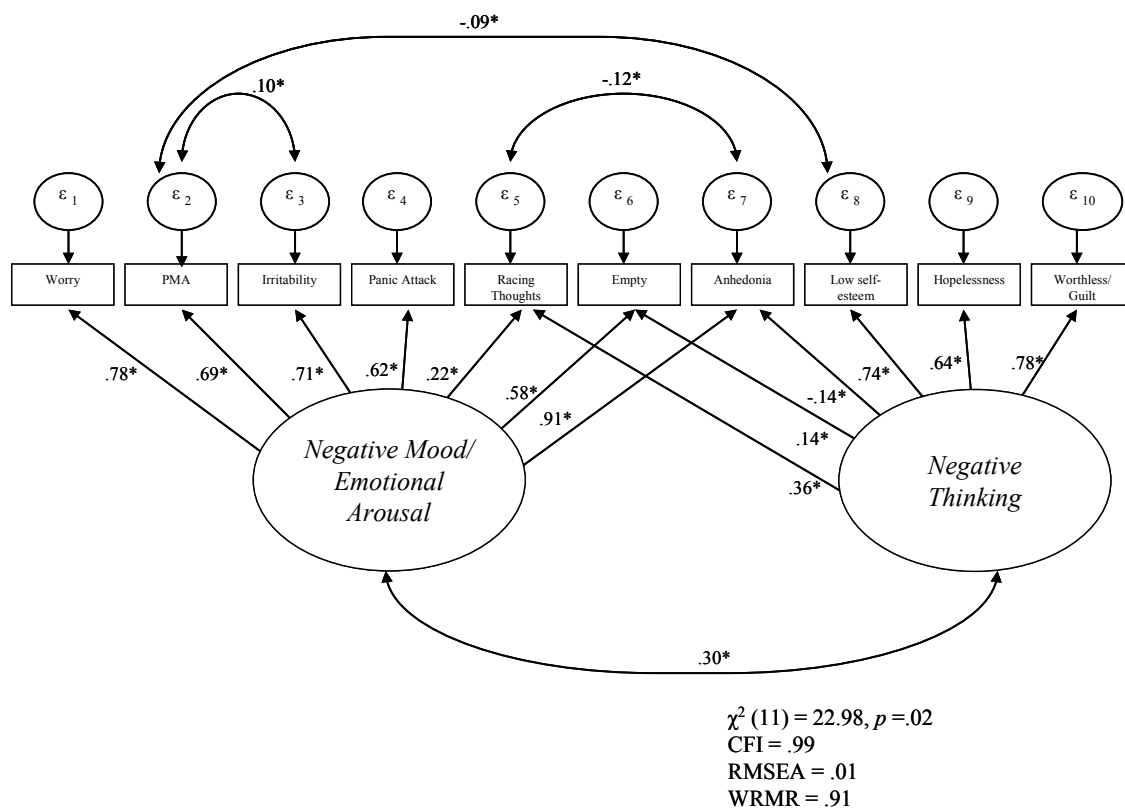 -.09*
.10*
-.12*
ε 1
ε 2
ε 3
ε 4
ε 5
ε 6
ε 7
ε 8
ε 9
ε 10
Worry
PMA
Irritability
Panic Attack
Racing
Thoughts
Empty
Anhedonia
Low self-
esteem
Hopelessness
Worthless/
Guilt
.78*
.69*
.71*
.62*
.22*
.58*
.91*
-.14*
.14*
.36*
.74*
.64*
.78*
Negative Mood/
Emotional
Arousal
Negative
Thinking
.30*
χ² (11) = 22.98, p =.02
CFI = .99
RMSEA = .01
WRMR = .91